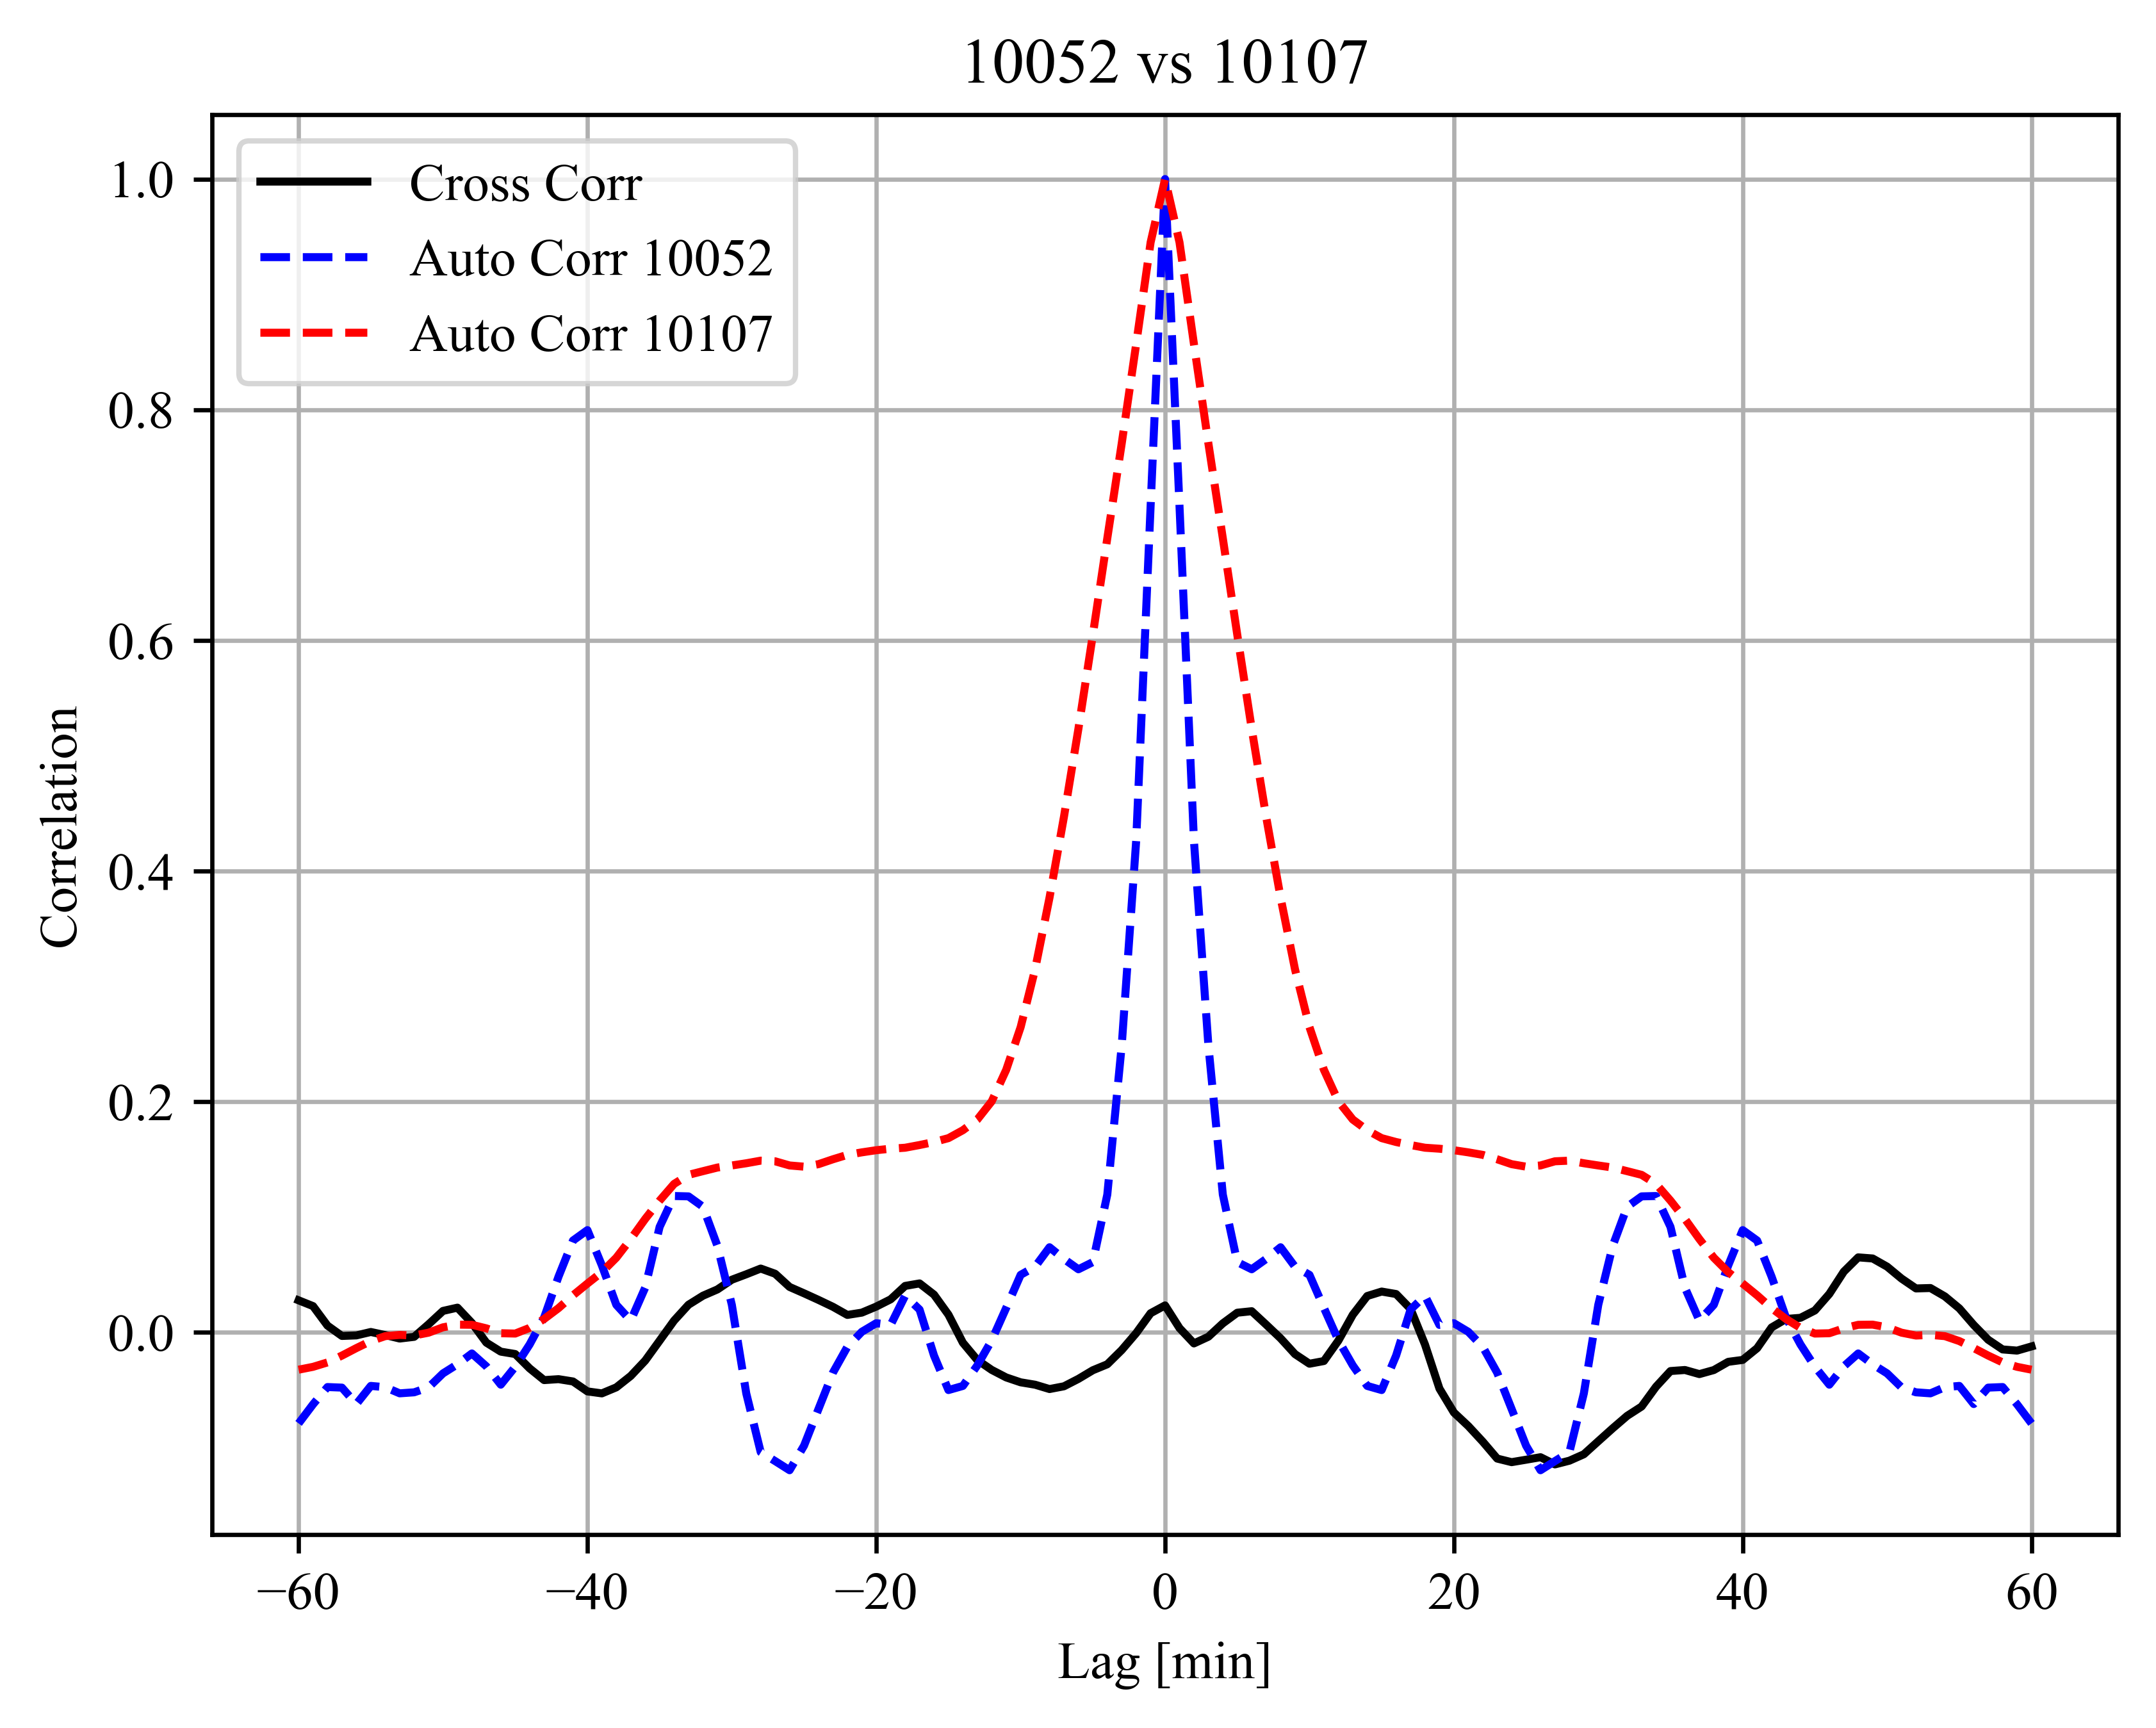 10052 vs 10107
Cross Corr
Auto Corr 10052
Auto Corr 10107
1.0
0.8
0.6
0.4
0.2
0.0
Correlation
−60 −40 −20 0 20 40 60
Lag [min]